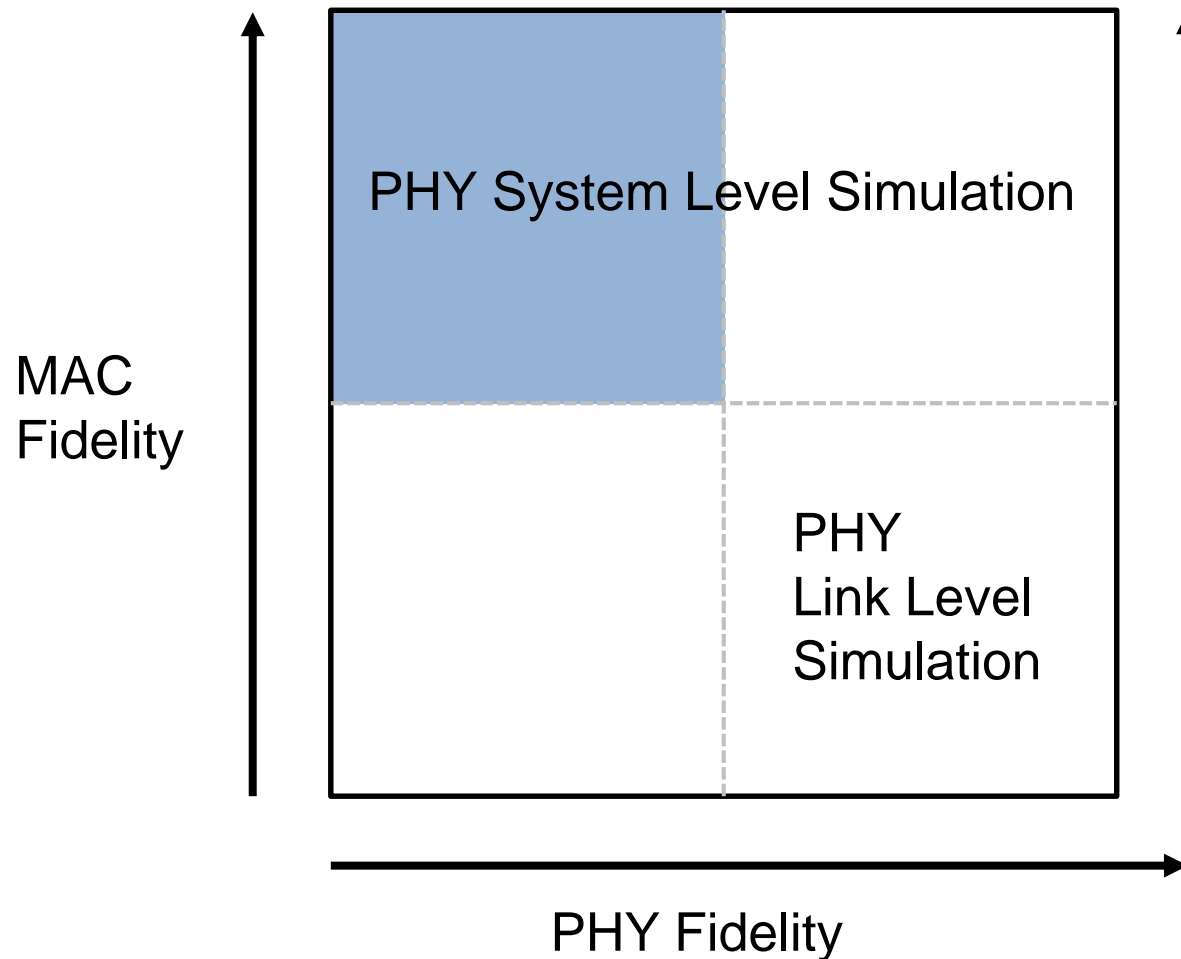 PHY System Level Simulation
MAC
Fidelity
PHY
Link Level
Simulation
PHY Fidelity